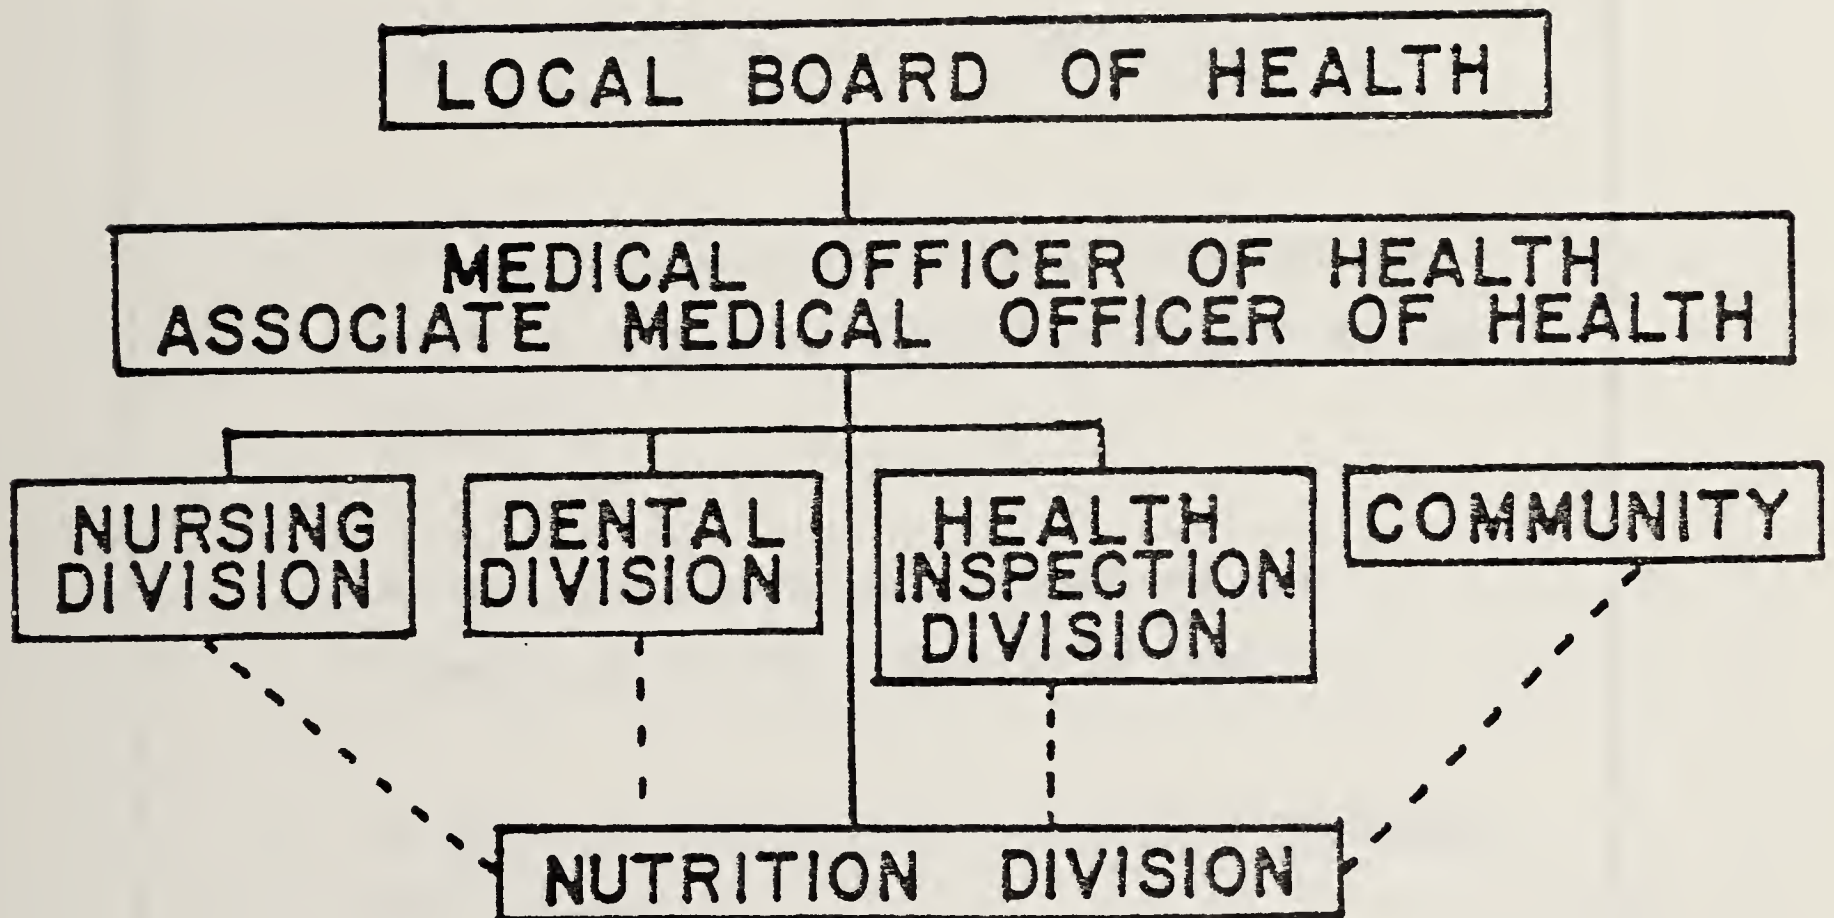 LOCAL BOARD OF HEALTH
MEDICAL OFFICER OF HEALTH
ASSOCIATE MEDICAL OFFICER OF HEALTH
NURSING
DIVISION
DENTAL
DIVISION
HEALTH
INSPECTION
DIVISION
COMMUNITY
NUTRITION DIVISION